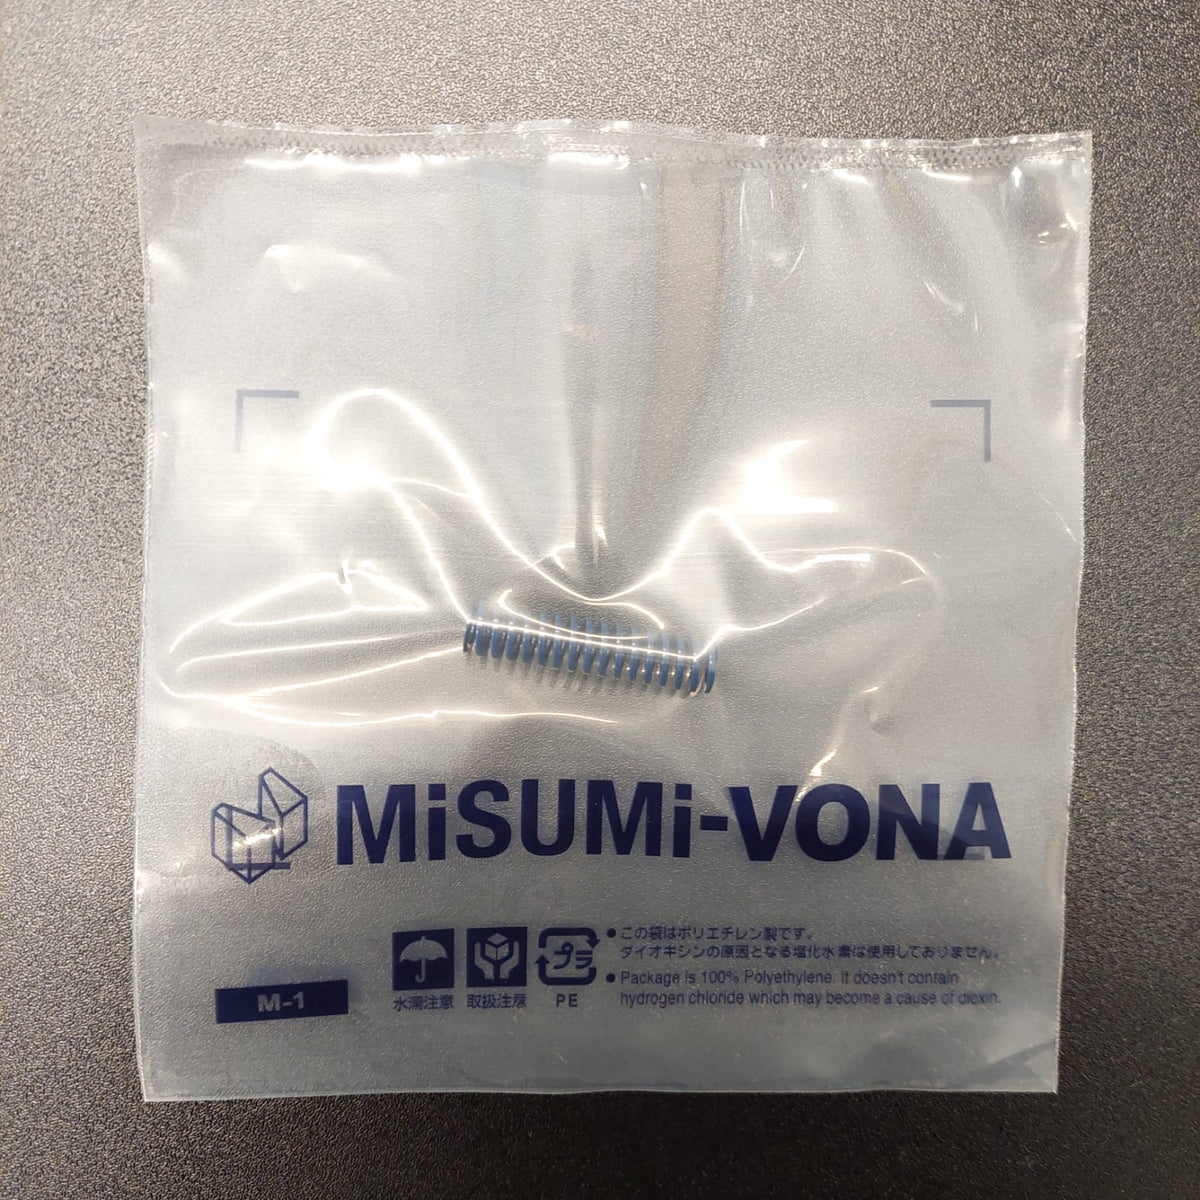 MiSUMi-VONA
M-1
水濡注意
取扱注意
プラ
PE
●この袋はポリエチレン製です。
ダイオキシンの原因となる塩化水素は使用しておりません。
●Package is 100% Polyethylene. It doesn't contain
hydrogen chloride which may become a cause of dioxin.